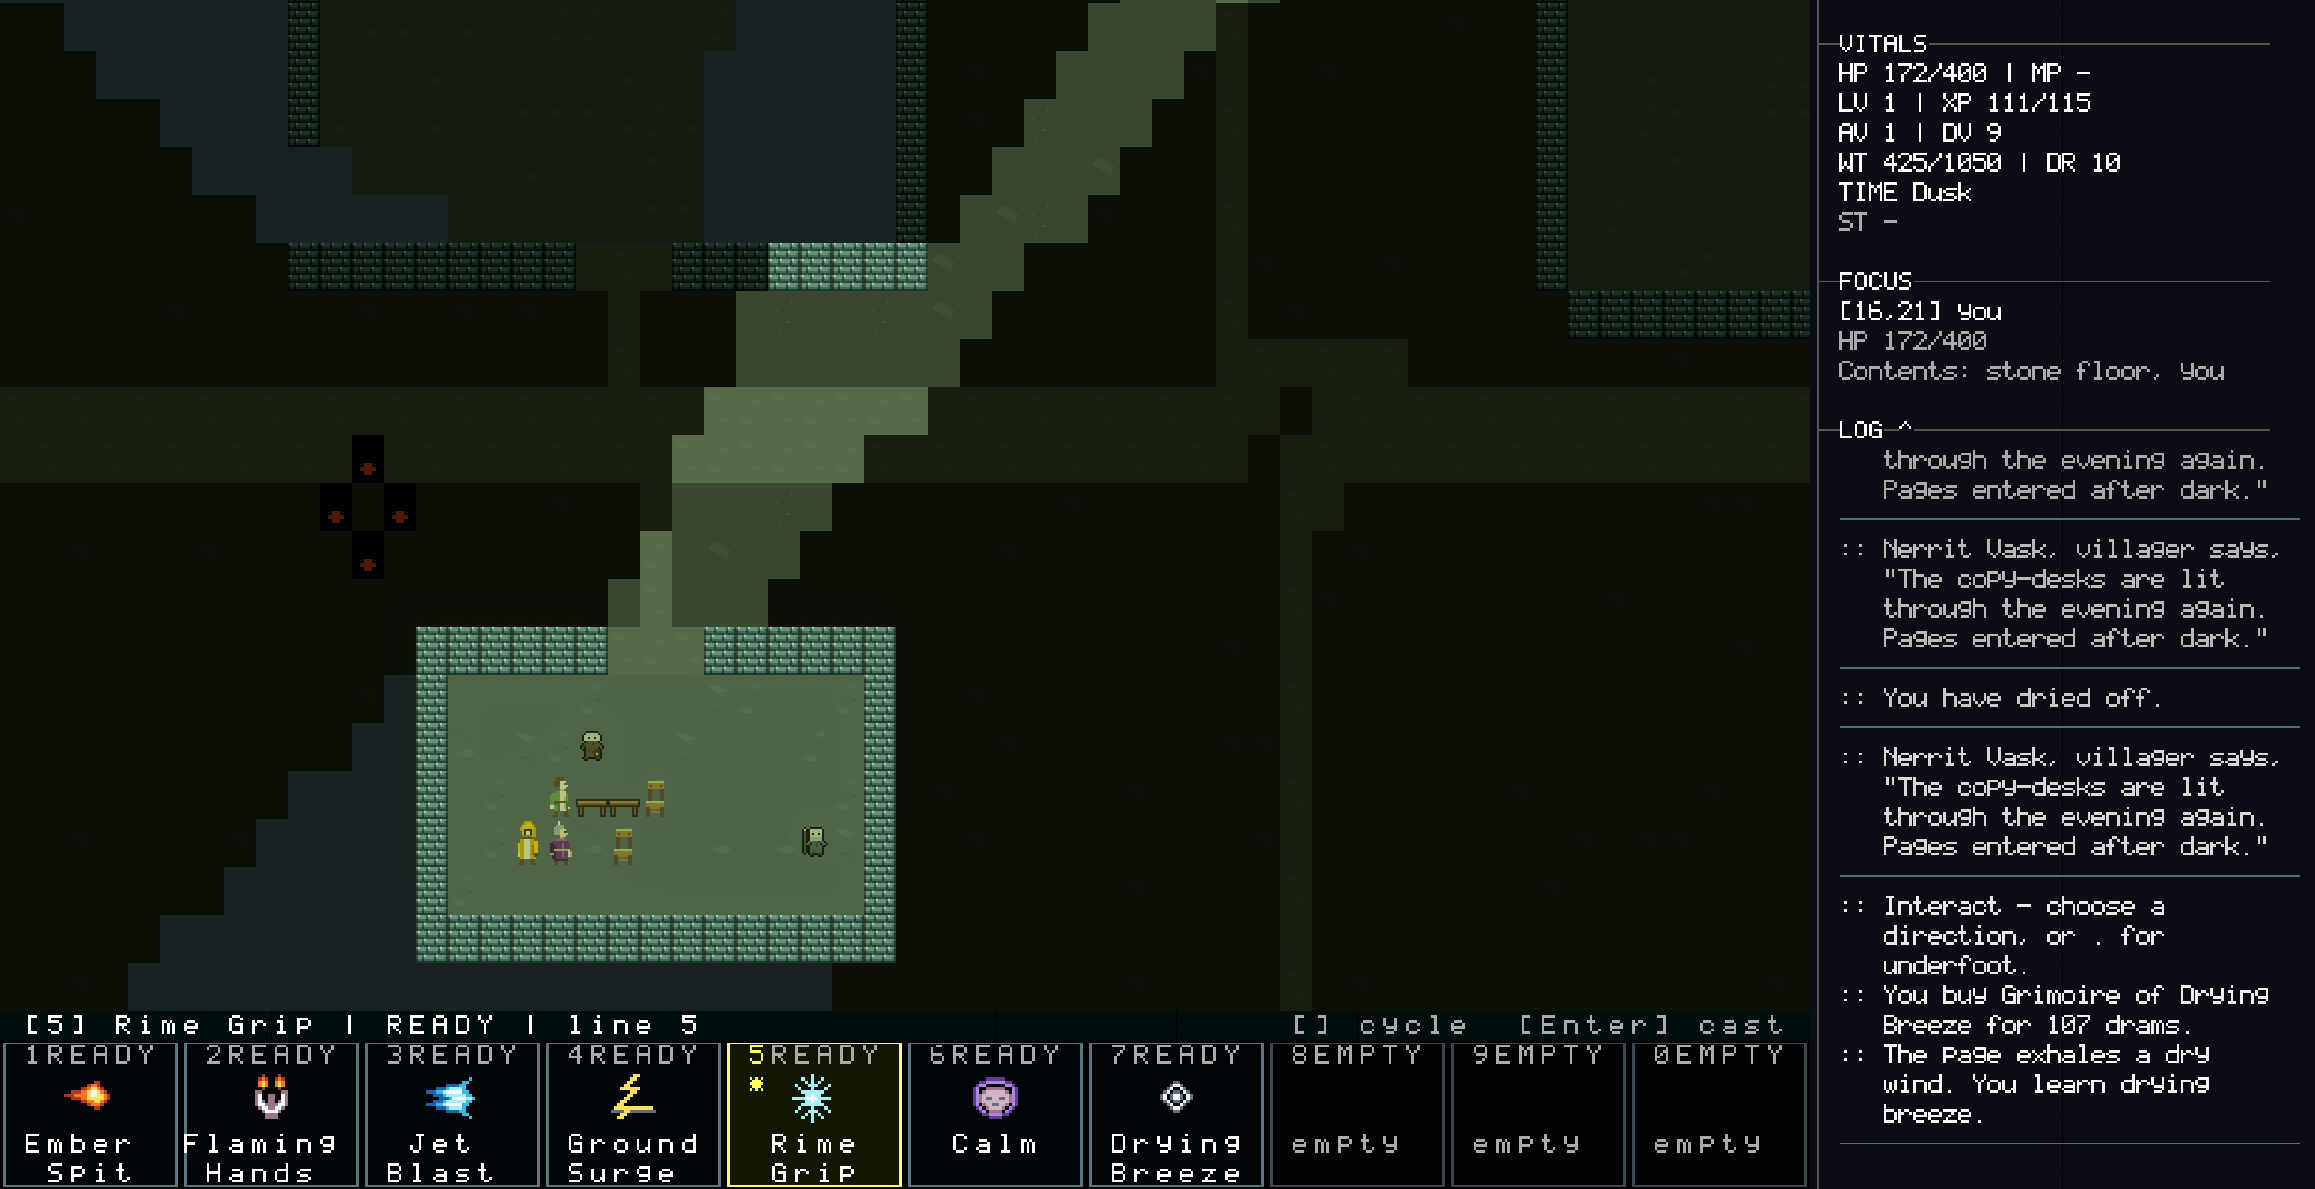 VITALS
HP 172/400 | MP -
LV 1 | XP 111/115
AV 1 | DV 9
WT 425/1050 | DR 10
TIME Dusk
ST -
FOCUS
[16,21] you
HP 172/400
Contents: stone floor, you
LOG ^
through the evening again.
Pages entered after dark."
:: Nerrit Vask, villager says,
"The copy-desks are lit
through the evening again.
Pages entered after dark."
:: You have dried off.
:: Nerrit Vask, villager says,
"The copy-desks are lit
through the evening again.
Pages entered after dark."
:: Interact - choose a
direction, or . for
underfoot.
:: You buy Grimoire of Drying
Breeze for 107 drams.
:: The page exhales a dry
wind. You learn drying
breeze.
[5] Rime Grip | READY | line 5
[] cycle [Enter] cast
1READY 2READY 3READY 4READY 5READY 6READY 7READY 8EMPTY 9EMPTY 0EMPTY
Ember Flaming Jet Ground Rime Calm Drying empty empty empty
Spit Hands Blast Surge Grip Breeze